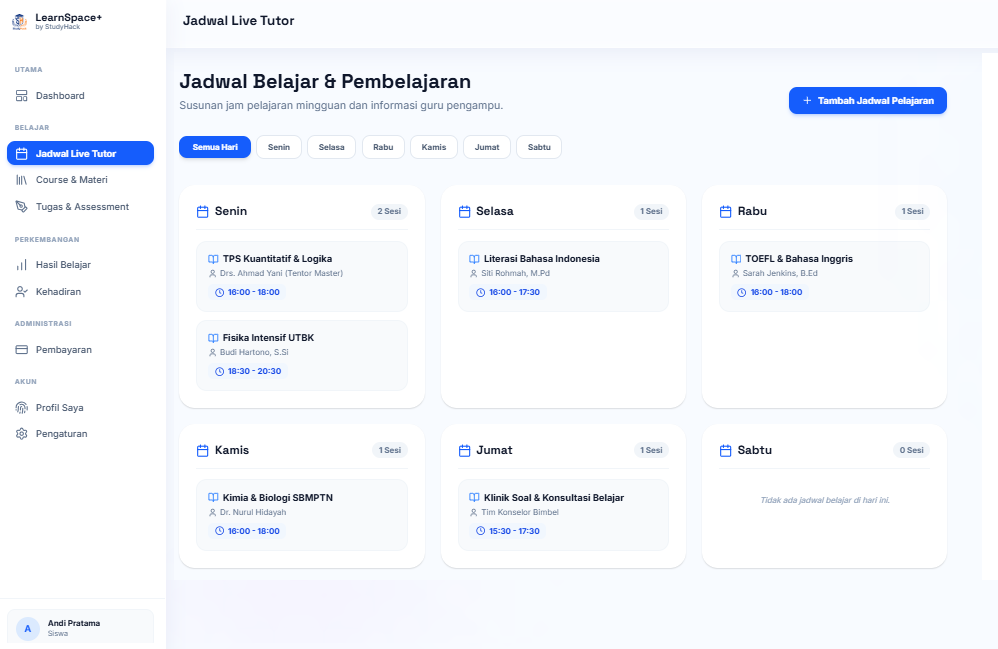 LearnSpace+
by StudyHack
UTAMA
Dashboard
BELAJAR
Jadwal Live Tutor
Course & Materi
Tugas & Assessment
PERKEMBANGAN
Hasil Belajar
Kehadiran
ADMINISTRASI
Pembayaran
AKUN
Profil Saya
Pengaturan
A
Andi Pratama
Siswa
Jadwal Live Tutor
Jadwal Belajar & Pembelajaran
Susunan jam pelajaran mingguan dan informasi guru pengampu.
+ Tambah Jadwal Pelajaran
Semua Hari
Senin
Selasa
Rabu
Kamis
Jumat
Sabtu
Senin
2 Sesi
TPS Kuantitatif & Logika
Drs. Ahmad Yani (Tentor Master)
16:00 - 18:00
Fisika Intensif UTBK
Budi Hartono, S.Si
18:30 - 20:30
Selasa
1 Sesi
Literasi Bahasa Indonesia
Siti Rohmah, M.Pd
16:00 - 17:30
Rabu
1 Sesi
TOEFL & Bahasa Inggris
Sarah Jenkins, B.Ed
16:00 - 18:00
Kamis
1 Sesi
Kimia & Biologi SBMPTN
Dr. Nurul Hidayah
16:00 - 18:00
Jumat
1 Sesi
Klinik Soal & Konsultasi Belajar
Tim Konselor Bimbel
15:30 - 17:30
Sabtu
0 Sesi
Tidak ada jadwal belajar di hari ini.